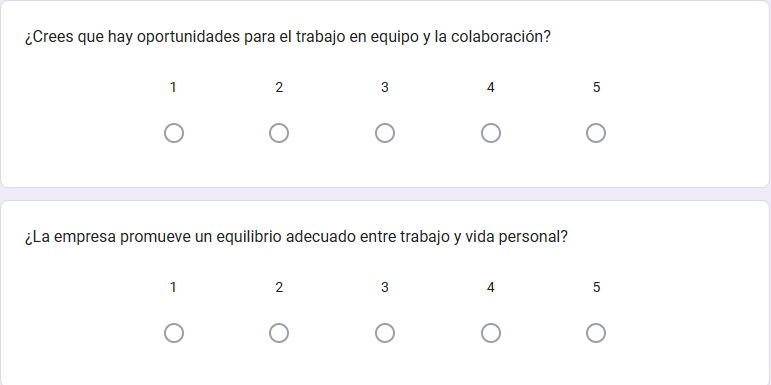 ¿Crees que hay oportunidades para el trabajo en equipo y la colaboración?
1 2 3 4 5
¿La empresa promueve un equilibrio adecuado entre trabajo y vida personal?
1 2 3 4 5